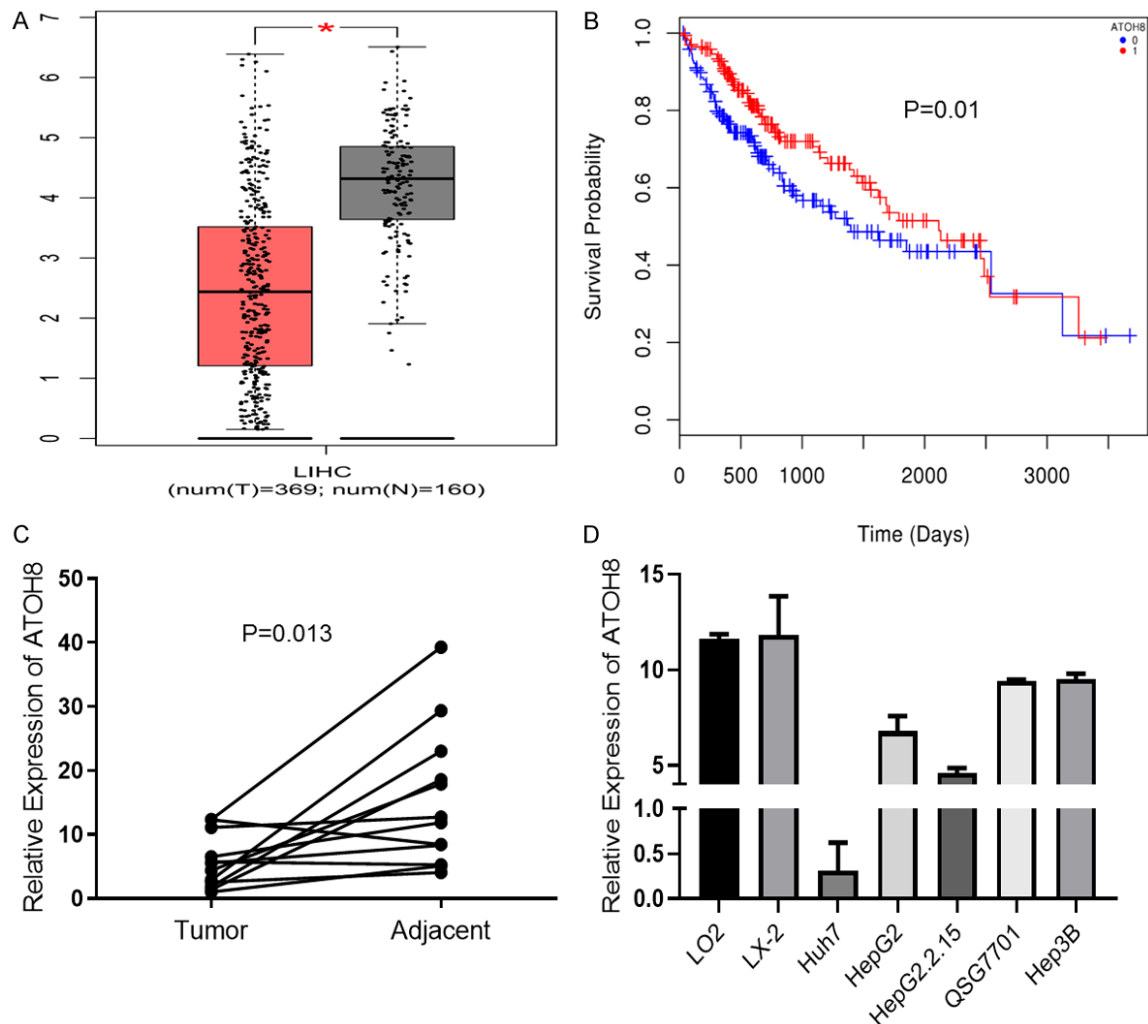 A
7
6
5
4
3
2
1
0
*
LIHC
(num(T)=369; num(N)=160)
B
Survival Probability
1.0
0.8
0.6
0.4
0.2
0.0
P=0.01
ATOH8
0
1
0 500 1000 2000 3000
Time (Days)
C
Relative Expression of ATOH8
50
40
30
20
10
0
P=0.013
Tumor Adjacent
D
Relative Expression of ATOH8
15
10
5
1.0
0.5
0.0
LO2
LX-2
Huh7
HepG2
HepG2.2.15
QSG7701
Hep3B